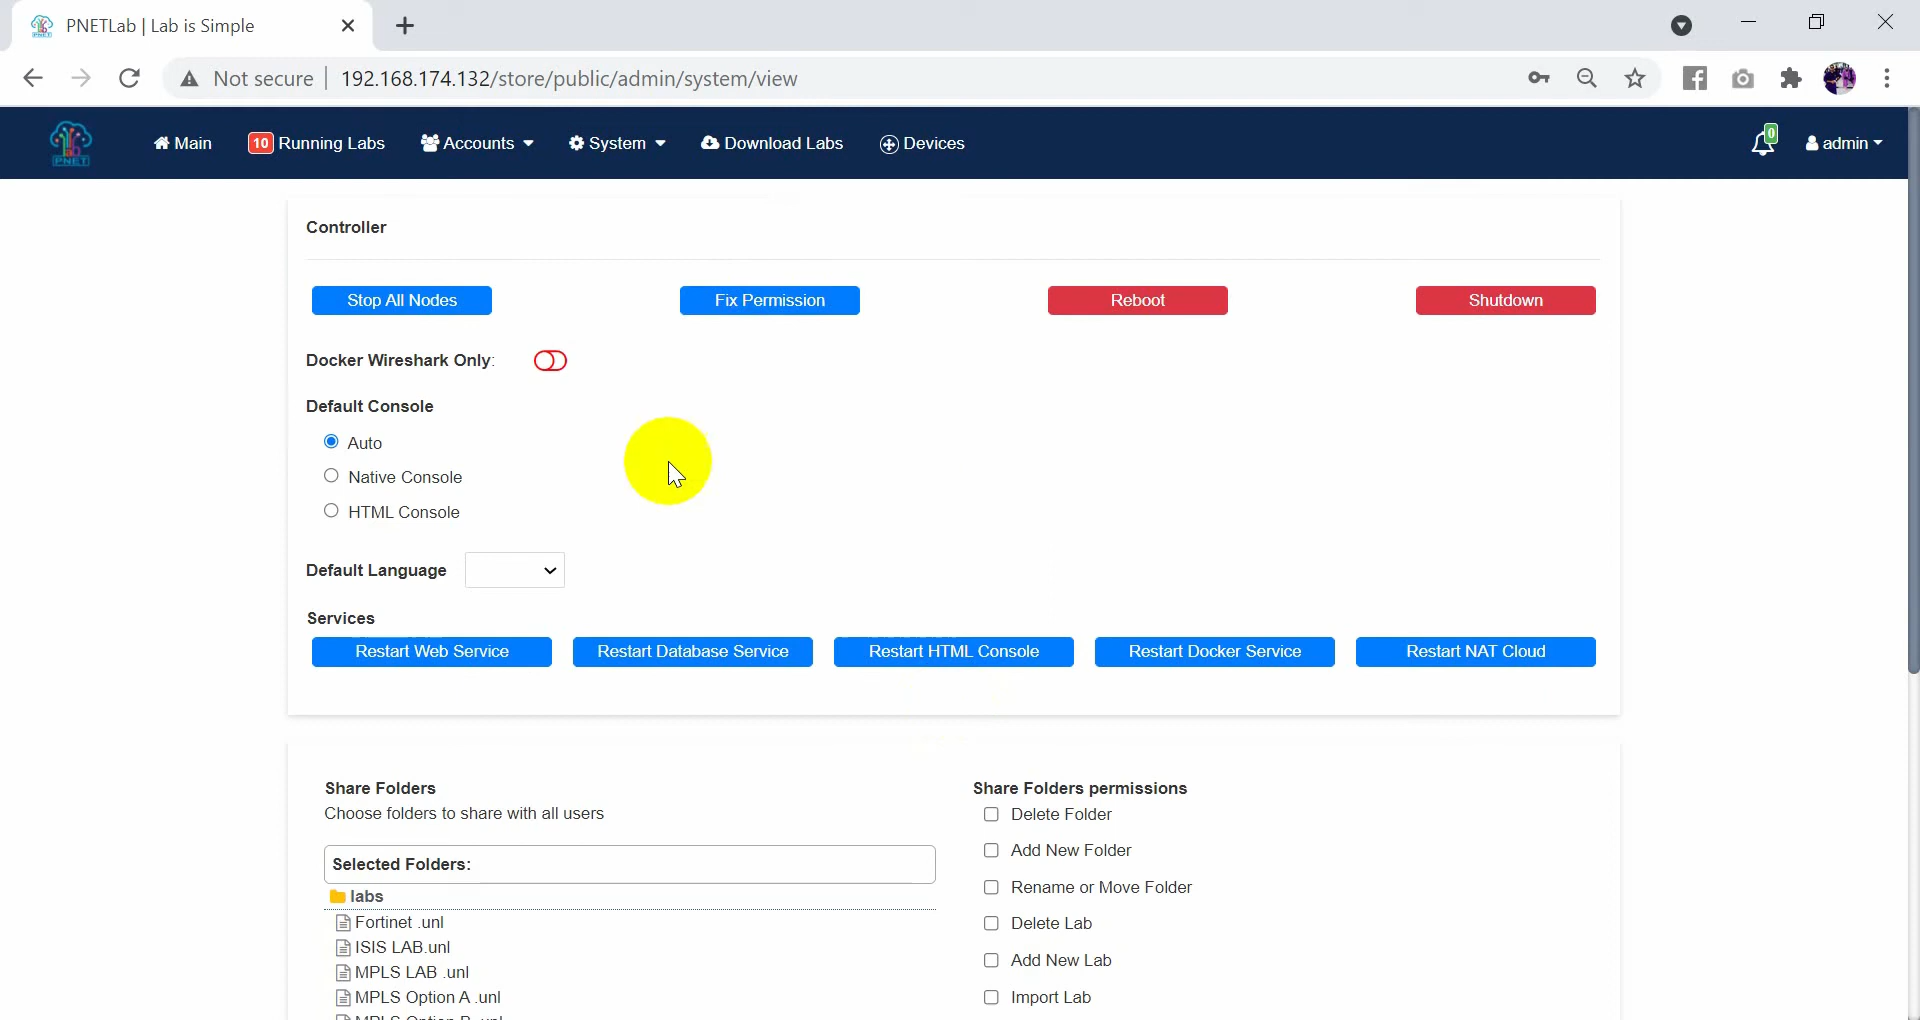 PNETLab | Lab is Simple
Not secure | 192.168.174.132/store/public/admin/system/view
PNET Main 10 Running Labs Accounts System Download Labs Devices 0 admin
Controller
Stop All Nodes Fix Permission Reboot Shutdown
Docker Wireshark Only:
Default Console
Auto
Native Console
HTML Console
Default Language
Services
Restart Web Service Restart Database Service Restart HTML Console Restart Docker Service Restart NAT Cloud
Share Folders
Choose folders to share with all users
Selected Folders:
labs
Fortinet .unl
ISIS LAB.unl
MPLS LAB .unl
MPLS Option A .unl
Share Folders permissions
Delete Folder
Add New Folder
Rename or Move Folder
Delete Lab
Add New Lab
Import Lab